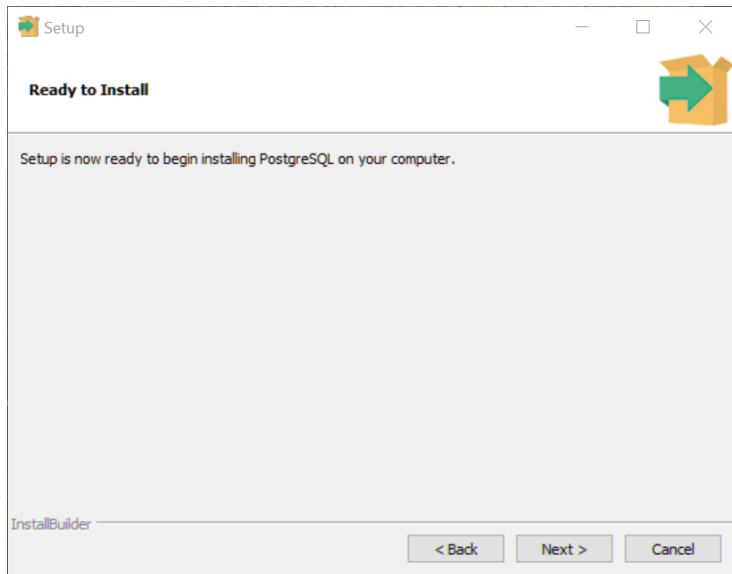 Setup
Ready to Install
Setup is now ready to begin installing PostgreSQL on your computer.
InstallBuilder
< Back
Next >
Cancel